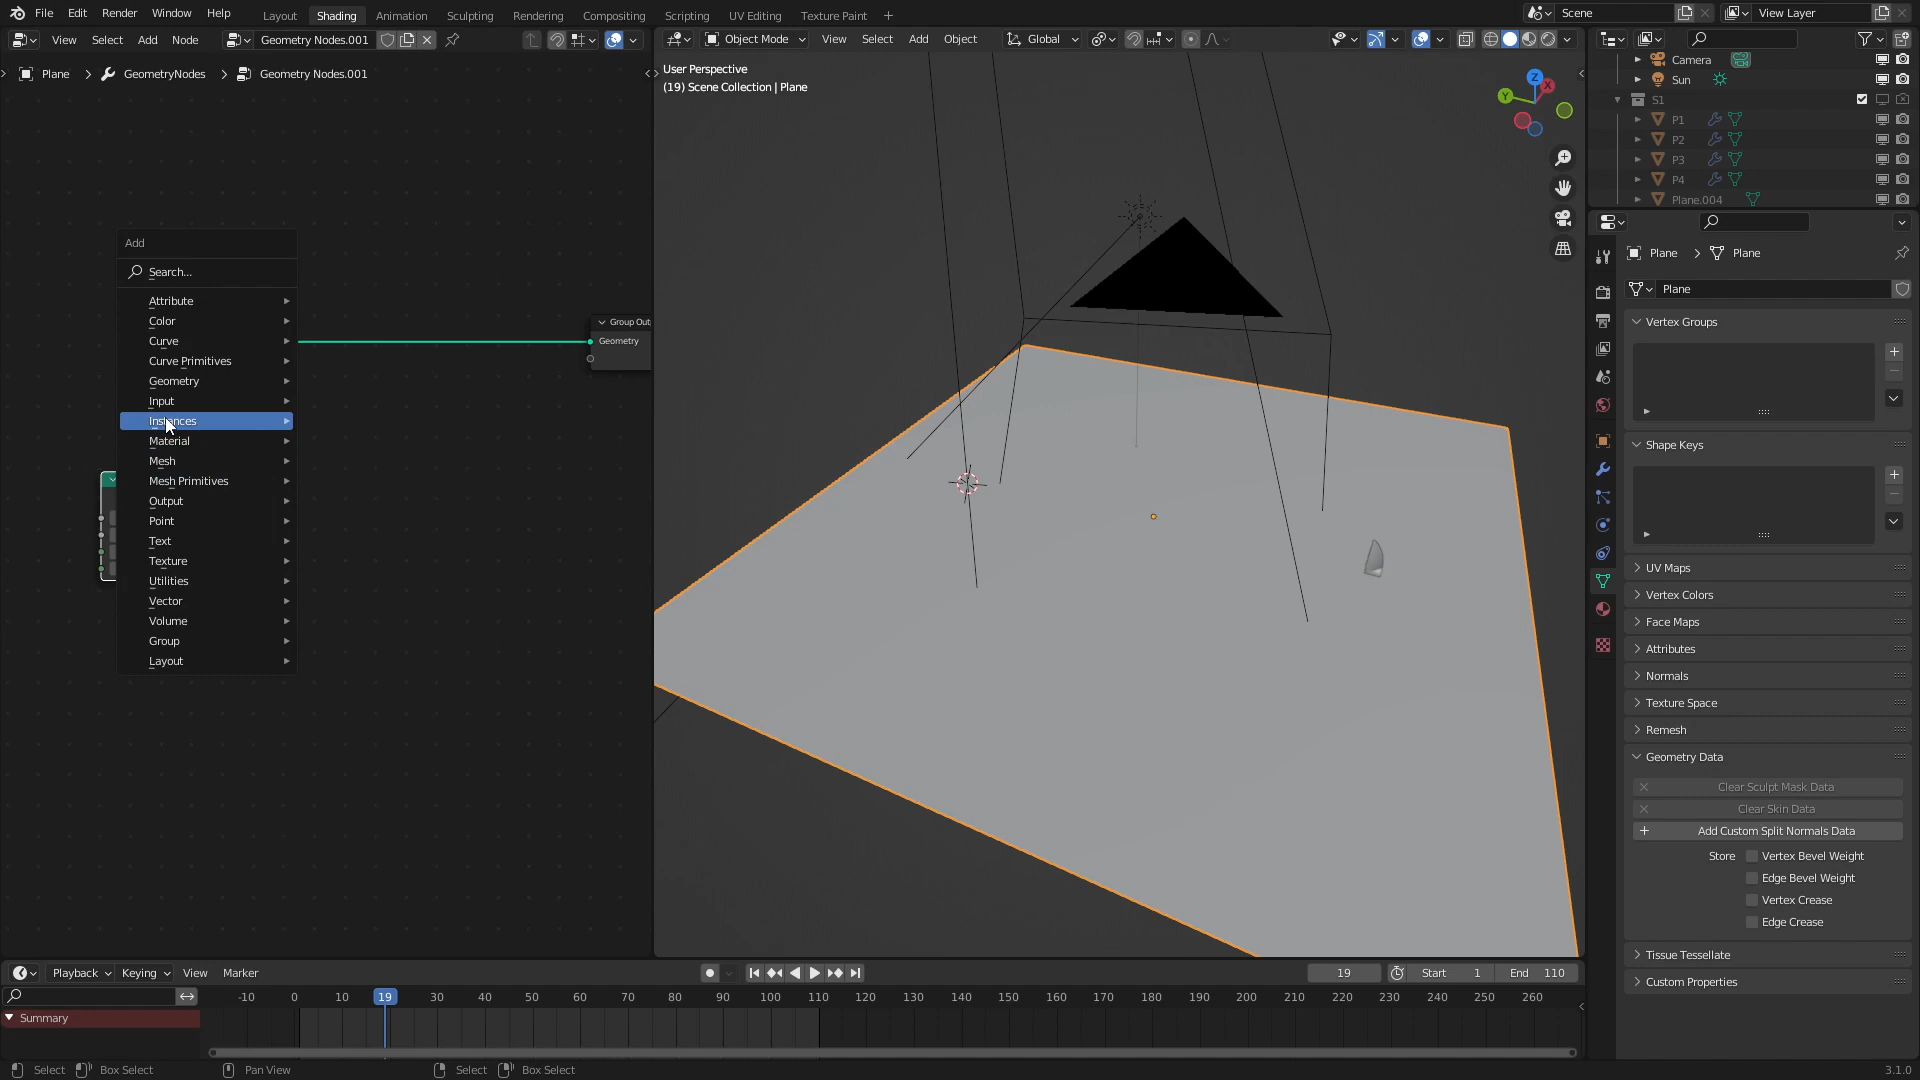 File Edit Render Window Help Layout Shading Animation Sculpting Rendering Compositing Scripting UV Editing Texture Paint + Scene View Layer
View Select Add Node Geometry Nodes.001 Object Mode View Select Add Object Global
Plane > GeometryNodes > Geometry Nodes.001
User Perspective
(19) Scene Collection | Plane
Z
X
Y
Add
Search...
Attribute
Color
Curve
Curve Primitives
Geometry
Input
Instances
Material
Mesh
Mesh Primitives
Output
Point
Text
Texture
Utilities
Vector
Volume
Group
Layout
Group Out
Geometry
Camera
Sun
S1
P1
P2
P3
P4
Plane.004
Plane > Plane
Plane
Vertex Groups
Shape Keys
UV Maps
Vertex Colors
Face Maps
Attributes
Normals
Texture Space
Remesh
Geometry Data
Clear Sculpt Mask Data
Clear Skin Data
Add Custom Split Normals Data
Store Vertex Bevel Weight
Edge Bevel Weight
Vertex Crease
Edge Crease
Tissue Tessellate
Custom Properties
Playback Keying View Marker 19 Start 1 End 110
-10 0 10 19 30 40 50 60 70 80 90 100 110 120 130 140 150 160 170 180 190 200 210 220 230 240 250 260
Summary
Select Box Select Pan View Select Box Select 3.1.0